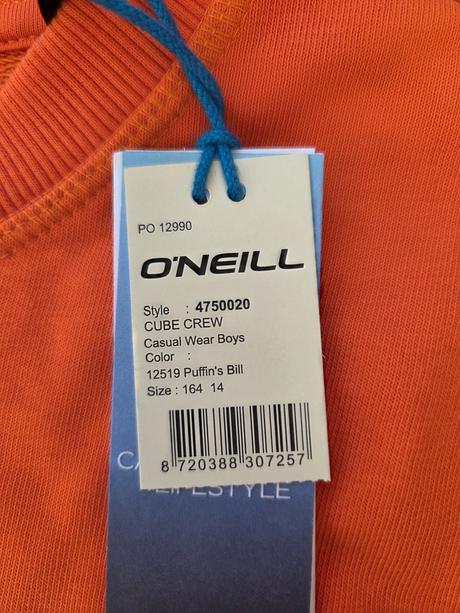 PO 12990
O'NEILL
Style : 4750020
CUBE CREW
Casual Wear Boys
Color :
12519 Puffin's Bill
Size : 164 14
8 720388 307257
LIFESTYLE